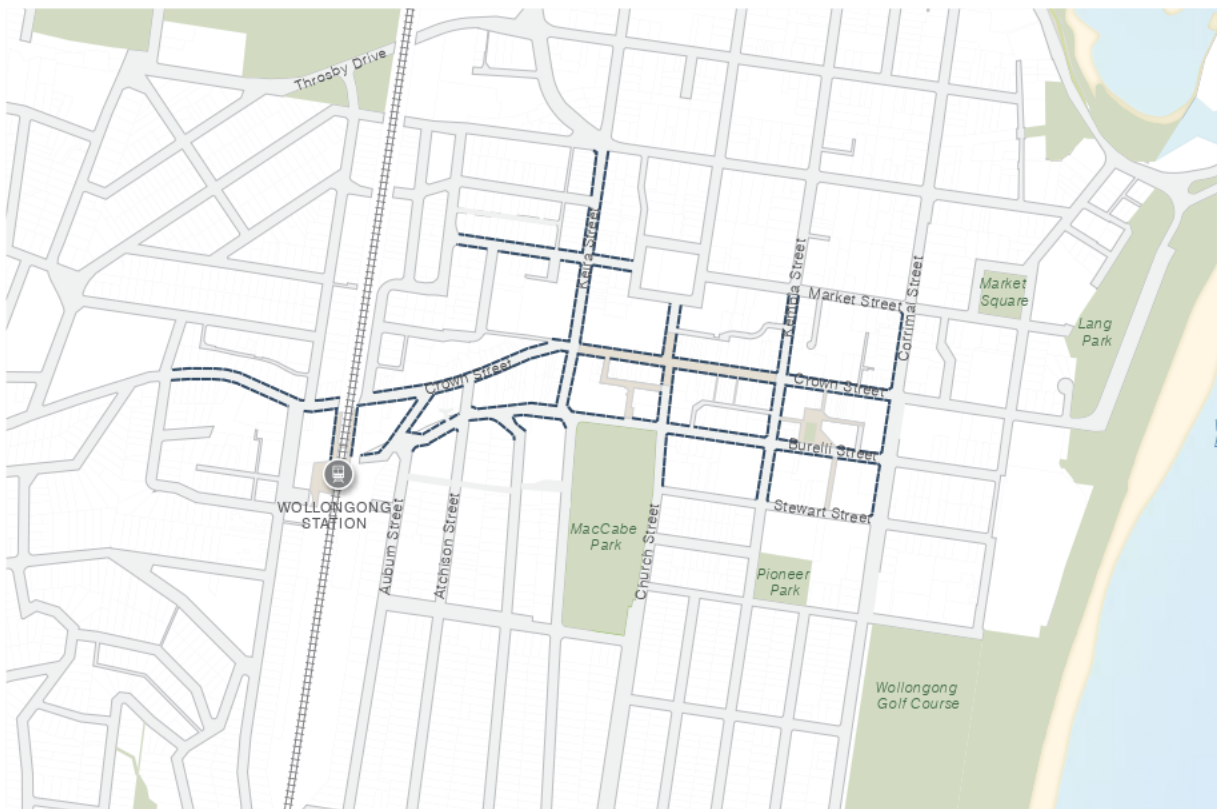 Throsby Drive
Keira Street
Kembla Street
Corrimal Street
Market
Square
Market Street
Lang
Park
Crown Street
Crown Street
Burelli Street
WOLLONGONG
STATION
Auburn Street
Atchison Street
MacCabe
Park
Church Street
Stewart Street
Pioneer
Park
Wollongong
Golf Course